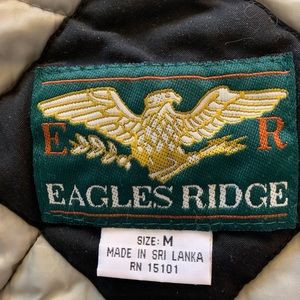 E R
EAGLES RIDGE
SIZE: M
MADE IN SRI LANKA
RN 15101